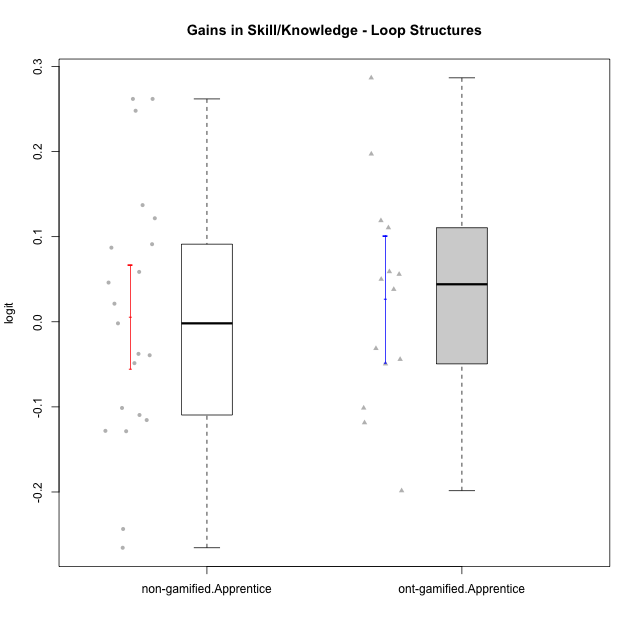 Gains in Skill/Knowledge - Loop Structures
0.3
0.2
0.1
0.0
-0.1
-0.2
logit
non-gamified.Apprentice
ont-gamified.Apprentice